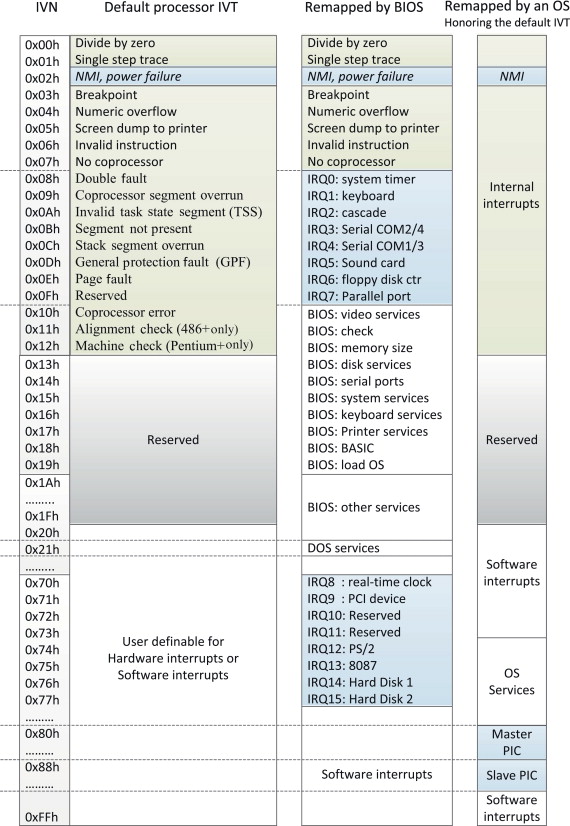 IVN Default processor IVT Remapped by BIOS Remapped by an OS
Honoring the default IVT
0x00h Divide by zero Divide by zero
0x01h Single step trace Single step trace
0x02h NMI, power failure NMI, power failure NMI
0x03h Breakpoint Breakpoint
0x04h Numeric overflow Numeric overflow
0x05h Screen dump to printer Screen dump to printer
0x06h Invalid instruction Invalid instruction
0x07h No coprocessor No coprocessor
0x08h Double fault IRQ0: system timer
0x09h Coprocessor segment overrun IRQ1: keyboard
0x0Ah Invalid task state segment (TSS) IRQ2: cascade
0x0Bh Segment not present IRQ3: Serial COM2/4
0x0Ch Stack segment overrun IRQ4: Serial COM1/3
0x0Dh General protection fault (GPF) IRQ5: Sound card
0x0Eh Page fault IRQ6: floppy disk ctr
0x0Fh Reserved IRQ7: Parallel port
Internal
interrupts
0x10h Coprocessor error BIOS: video services
0x11h Alignment check (486+only) BIOS: check
0x12h Machine check (Pentium+only) BIOS: memory size
0x13h BIOS: disk services
0x14h BIOS: serial ports
0x15h BIOS: system services
0x16h BIOS: keyboard services
0x17h Reserved BIOS: Printer services Reserved
0x18h BIOS: BASIC
0x19h BIOS: load OS
0x1Ah
......... BIOS: other services
0x1Fh
0x20h
0x21h DOS services
.........
Software
interrupts
0x70h IRQ8 : real-time clock
0x71h IRQ9 : PCI device
0x72h IRQ10: Reserved
0x73h IRQ11: Reserved
0x74h IRQ12: PS/2
0x75h IRQ13: 8087
0x76h IRQ14: Hard Disk 1
0x77h IRQ15: Hard Disk 2
.........
User definable for
Hardware interrupts or
Software interrupts
OS
Services
0x80h Master
......... PIC
0x88h Software interrupts Slave PIC
.........
Software
0xFFh interrupts